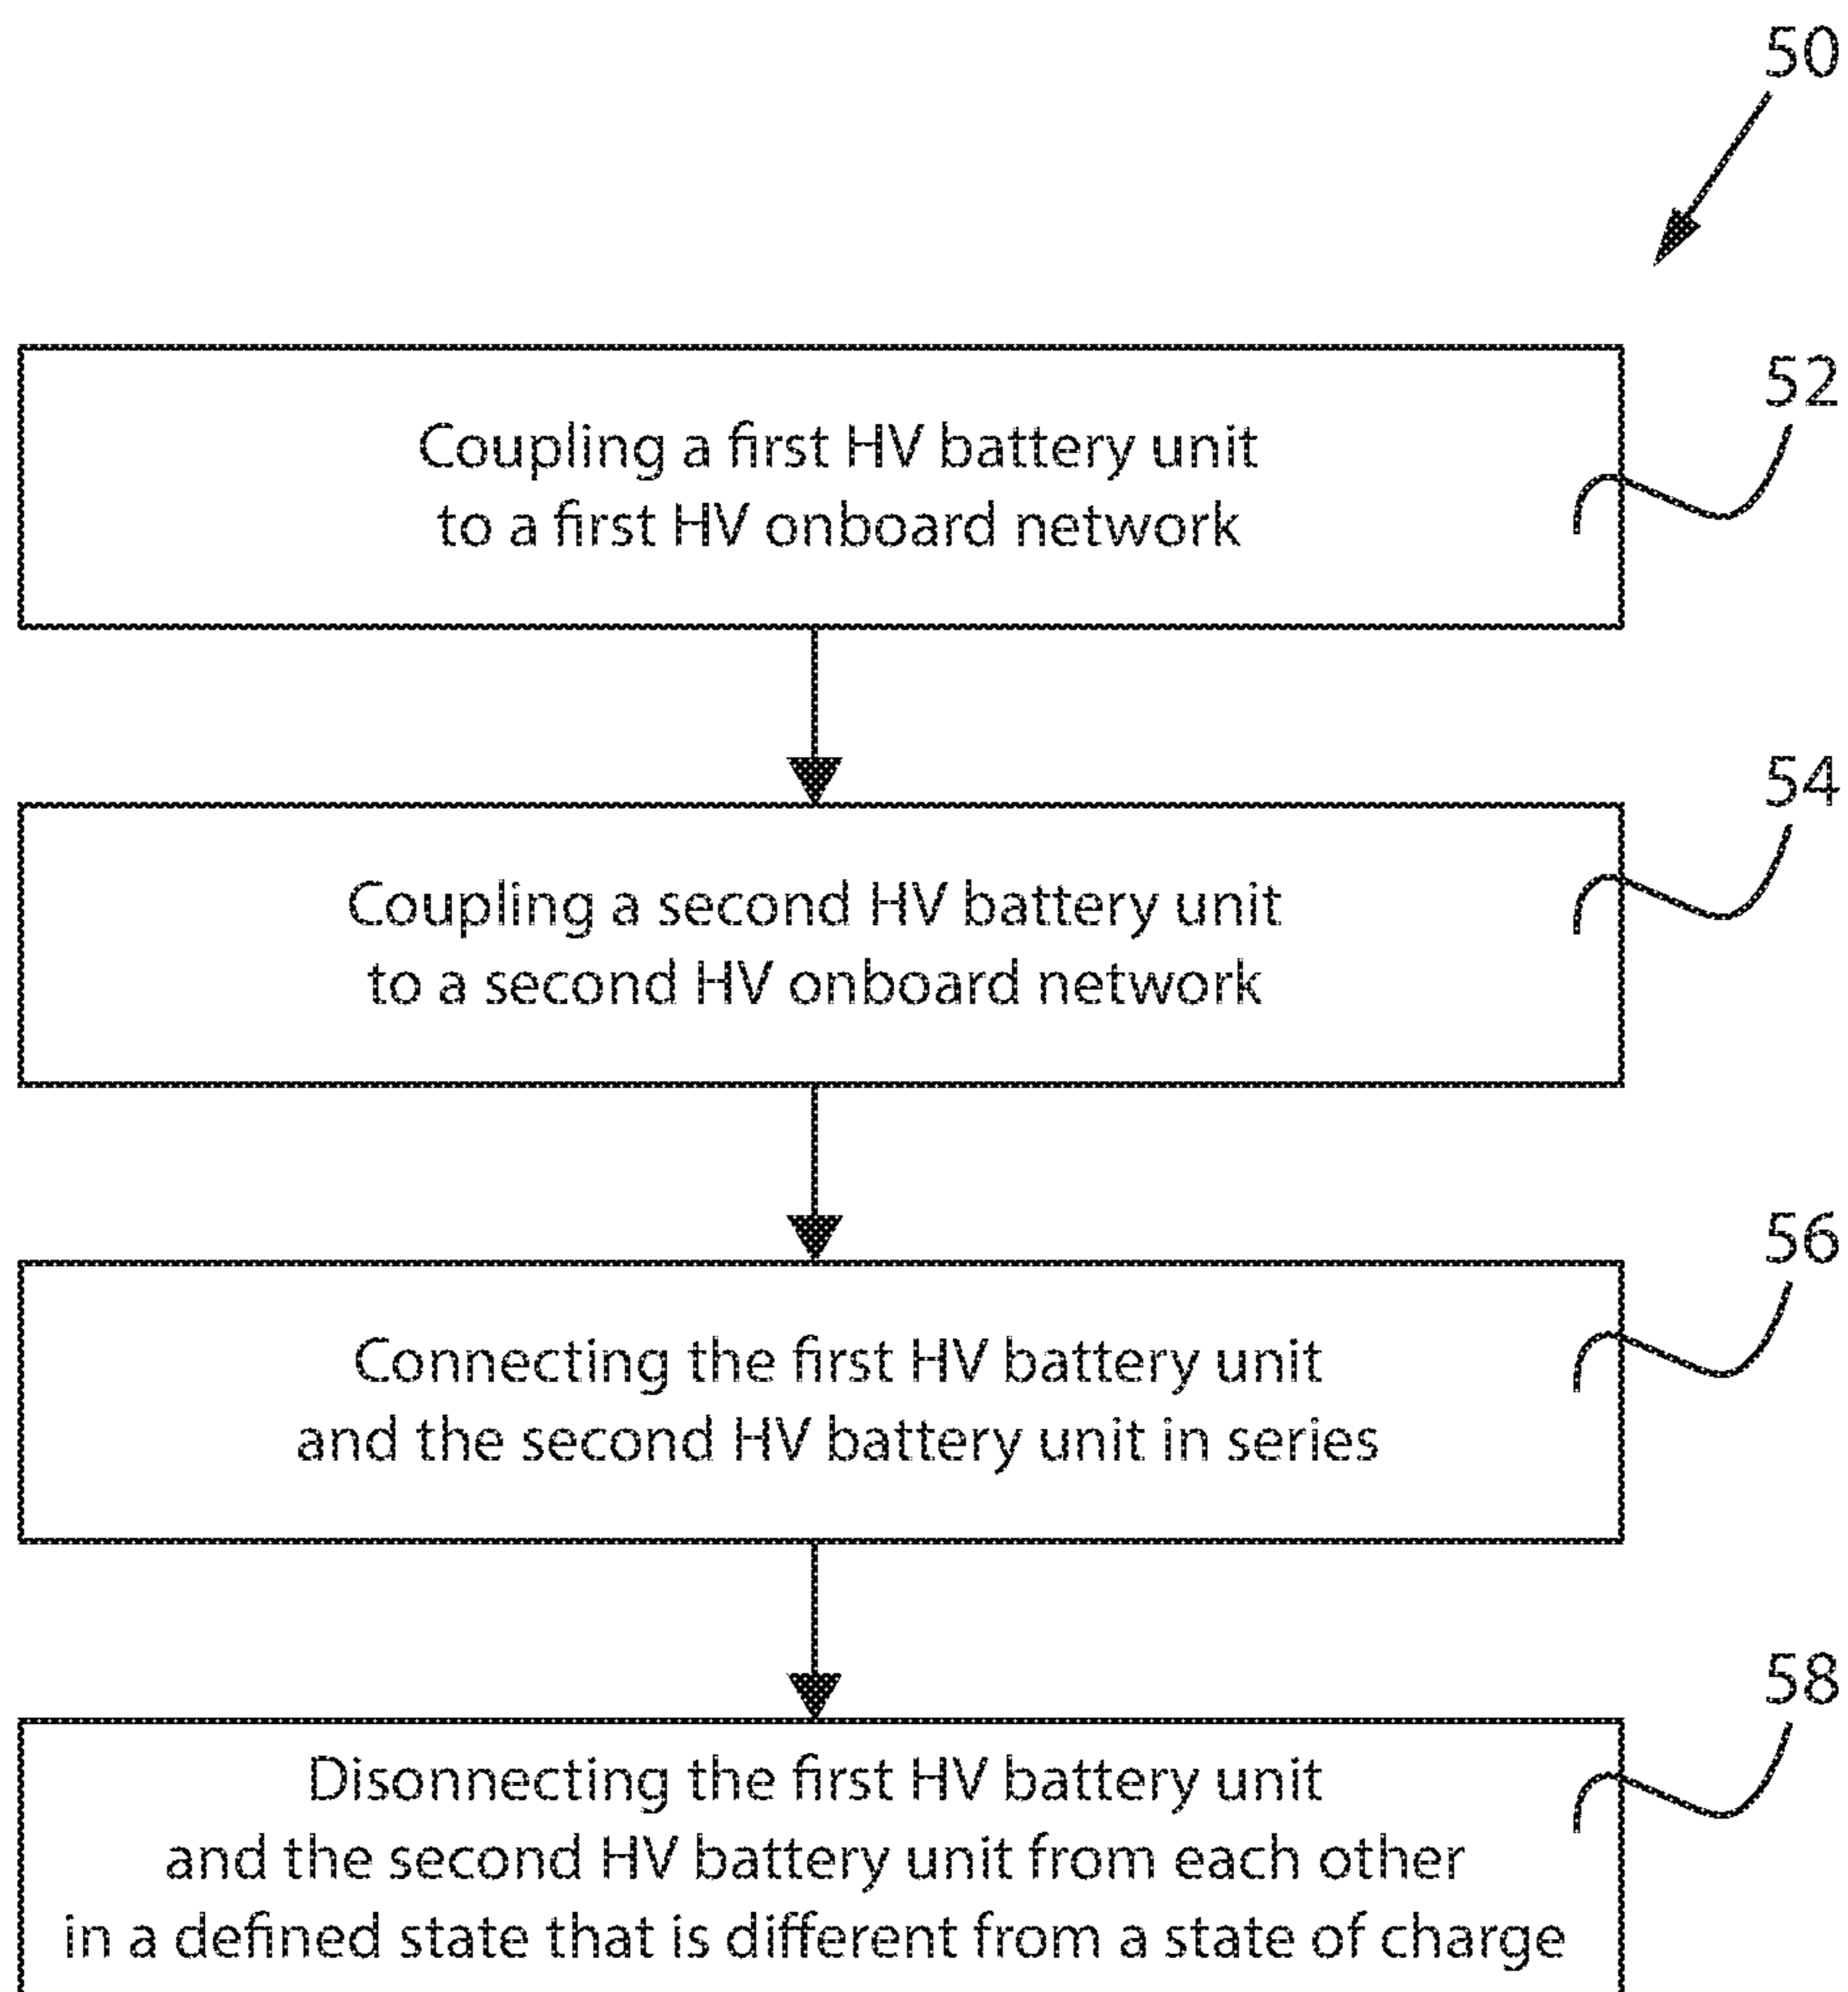 50
52
Coupling a first HV battery unit
to a first HV onboard network
54
Coupling a second HV battery unit
to a second HV onboard network
56
Connecting the first HV battery unit
and the second HV battery unit in series
58
Disonnecting the first HV battery unit
and the second HV battery unit from each other
in a defined state that is different from a state of charge